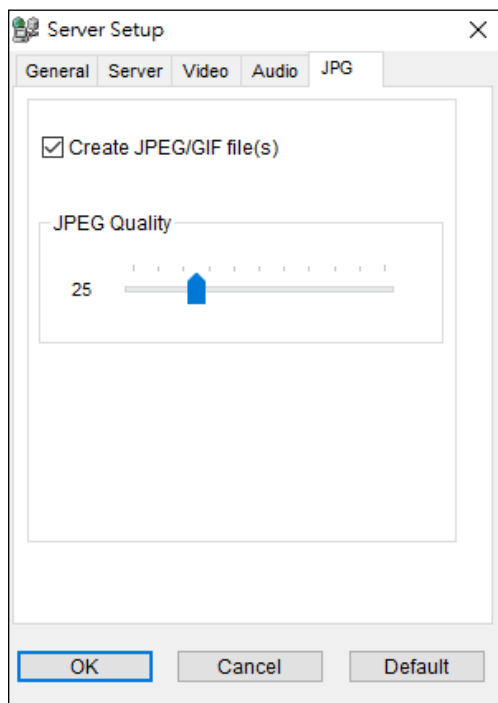 Server Setup
General Server Video Audio JPG
Create JPEG/GIF file(s)
JPEG Quality
25
OK Cancel Default